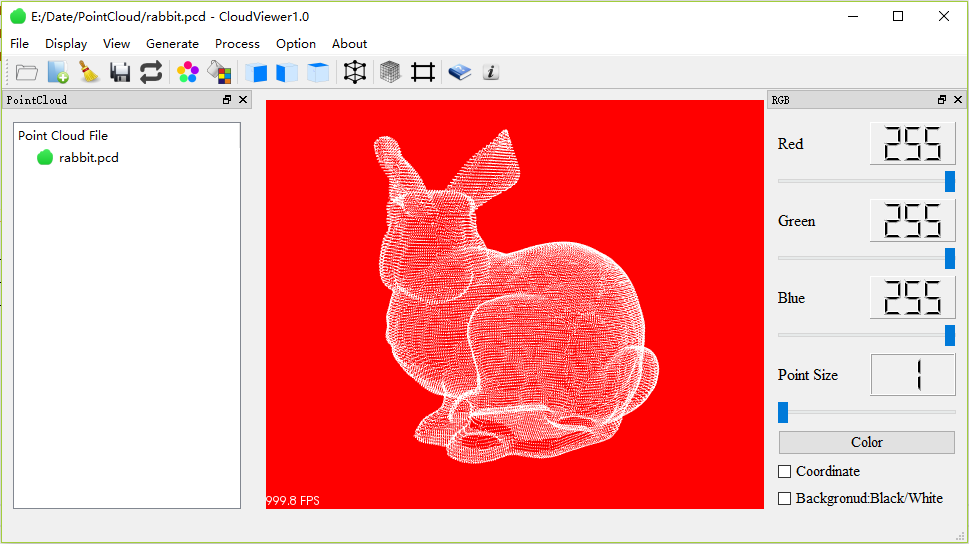 E:/Date/PointCloud/rabbit.pcd - CloudViewer1.0
File Display View Generate Process Option About
PointCloud
Point Cloud File
rabbit.pcd
999.8 FPS
RGB
Red 255
Green 255
Blue 255
Point Size 1
Color
Coordinate
Backgronud:Black/White